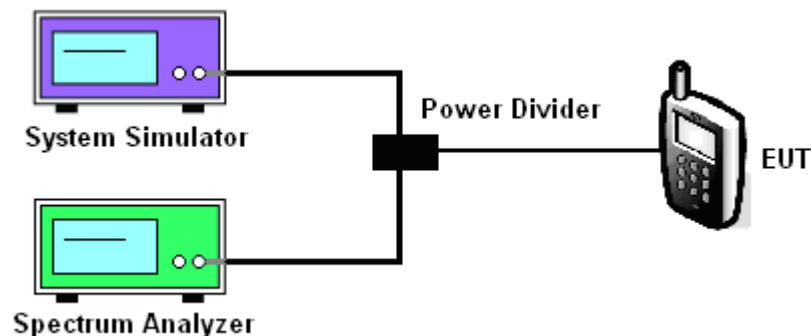 System Simulator
Power Divider
EUT
Spectrum Analyzer